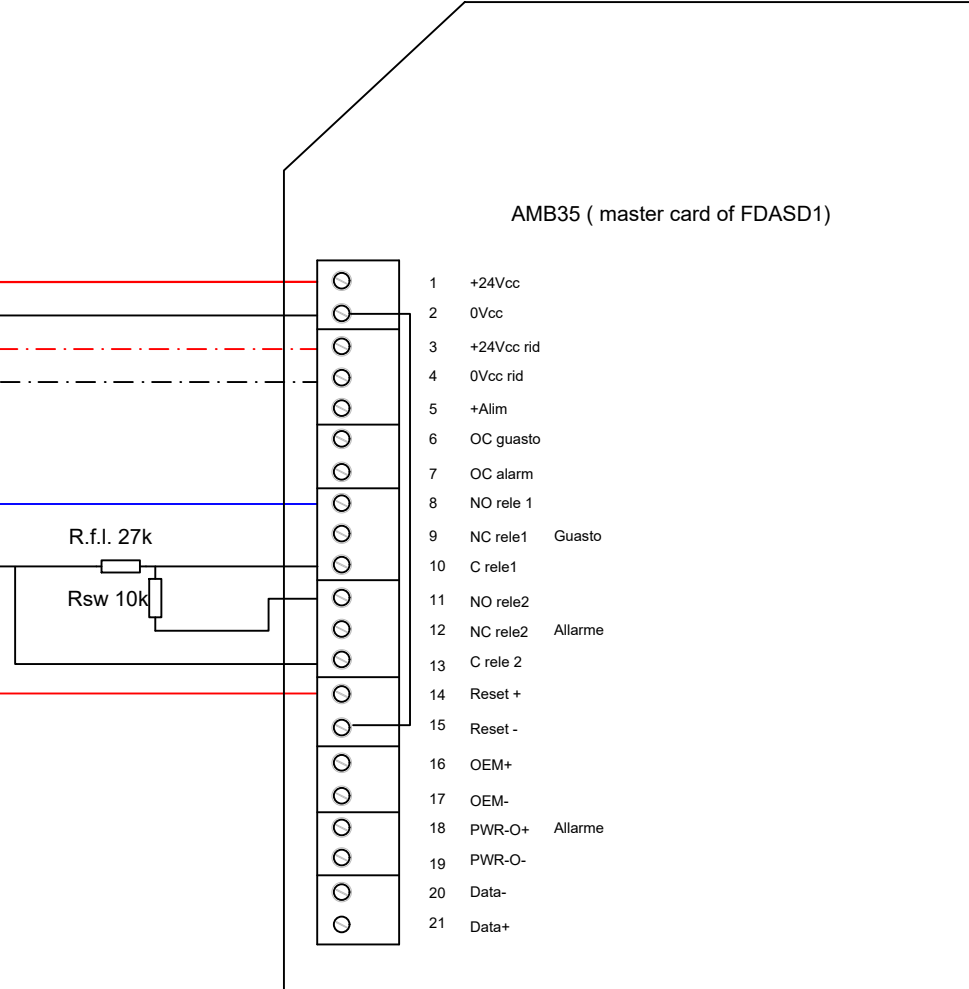 AMB35 ( master card of FDASD1)
1 +24Vcc
2 0Vcc
3 +24Vcc rid
4 0Vcc rid
5 +Alim
6 OC guasto
7 OC alarm
8 NO rele 1
R.f.l. 27k
9 NC rele1 Guasto
10 C rele1
Rsw 10k
11 NO rele2
12 NC rele2 Allarme
13 C rele 2
14 Reset +
15 Reset -
16 OEM+
17 OEM-
18 PWR-O+ Allarme
19 PWR-O-
20 Data-
21 Data+